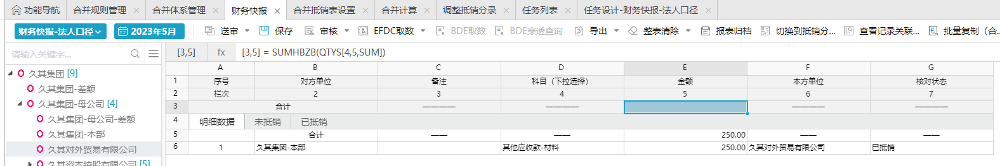 功能导航 合并规则管理 合并体系管理 财务快报 合并抵销表设置 合并计算 调整抵销分录 任务列表 任务设计-财务快报-法人口径
财务快报-法人口径 2023年5月 送审 保存 审核 EFDC取数 BDE取数 BDE穿透查询 导出 整表清除 报表归档 切换到抵销分... 查看记录关联... 批量复制（合...
请输入关键字... [3,5] fx [3,5] = SUMHBZB(QTYS[4,5,SUM])
久其集团 [9]
久其集团-差额
久其集团-母公司 [4]
久其集团-母公司-差额
久其集团-本部
久其对外贸易有限公司
久其资本控股有限公司 [5]
A B C D E F G
1 序号 对方单位 备注 科目（下拉选择） 金额 本方单位 核对状态
2 栏次 2 3 4 5 6 7
3 合计 ———— ———— ———— ————
4 明细数据 未抵销 已抵销
5 合计 —— —— 250.00 —— ——
6 1 久其集团-本部 其他应收款-材料 250.00 久其对外贸易有限公司 已抵销